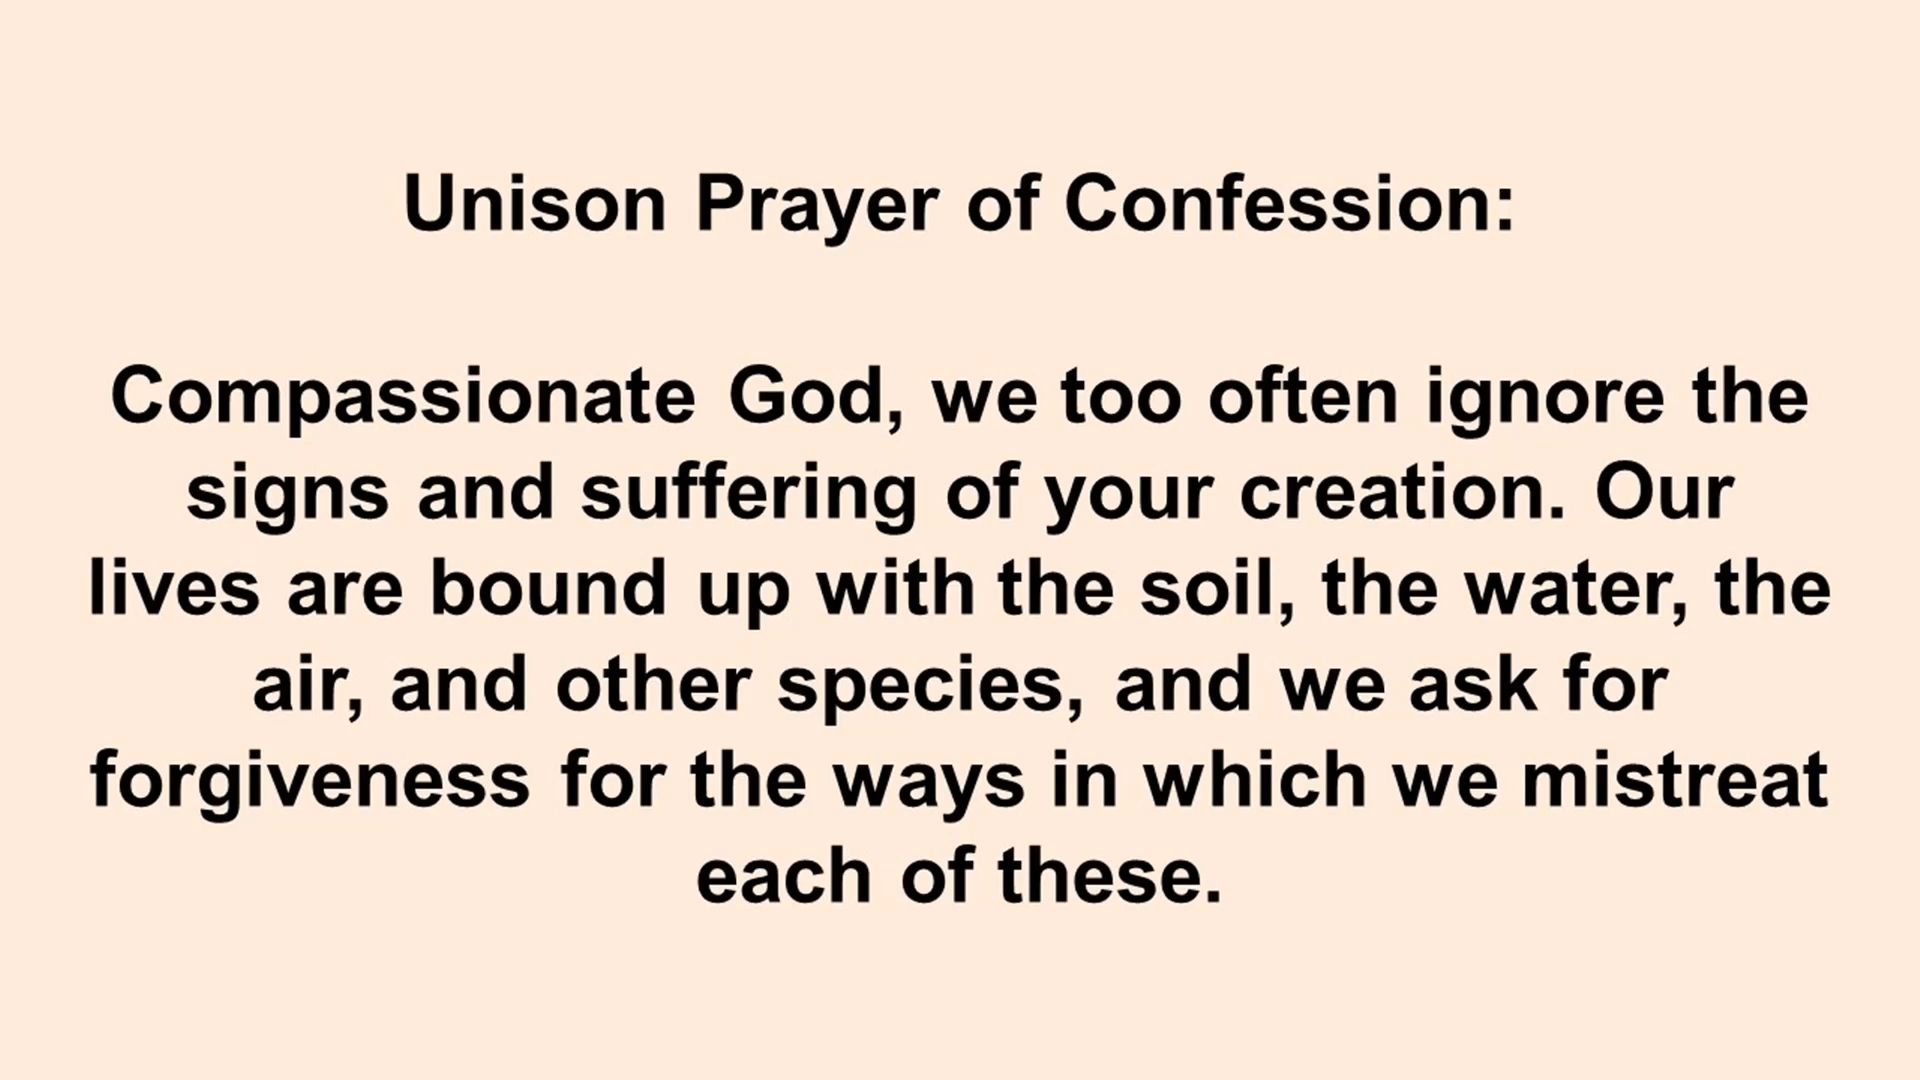 Unison Prayer of Confession:
Compassionate God, we too often ignore the
signs and suffering of your creation. Our
lives are bound up with the soil, the water, the
air, and other species, and we ask for
forgiveness for the ways in which we mistreat
each of these.